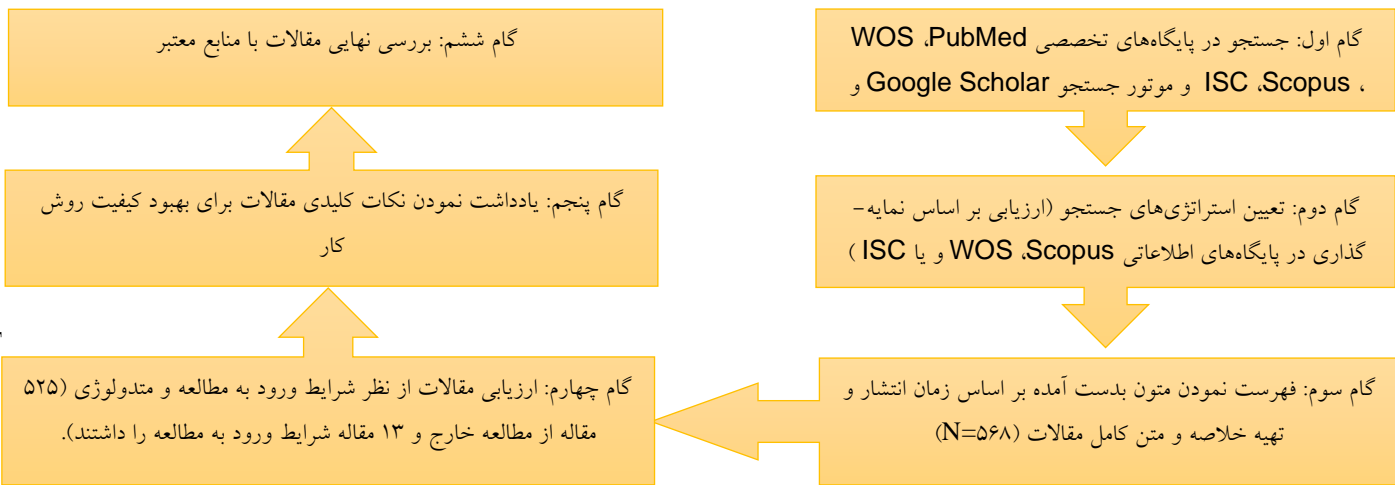 گام اول: جستجو در پایگاه‌های تخصصی WOS ،PubMed
، ISC ،Scopus و موتور جستجو Google Scholar و
گام دوم: تعیین استراتژی‌های جستجو (ارزیابی بر اساس نمایه-
گذاری در پایگاه‌های اطلاعاتی WOS ،Scopus و یا ISC )
گام سوم: فهرست نمودن متون بدست آمده بر اساس زمان انتشار و
تهیه خلاصه و متن کامل مقالات (N=۵۶۸)
گام چهارم: ارزیابی مقالات از نظر شرایط ورود به مطالعه و متدولوژی (۵۲۵
مقاله از مطالعه خارج و ۱۳ مقاله شرایط ورود به مطالعه را داشتند).
گام پنجم: یادداشت نمودن نکات کلیدی مقالات برای بهبود کیفیت روش
کار
گام ششم: بررسی نهایی مقالات با منابع معتبر